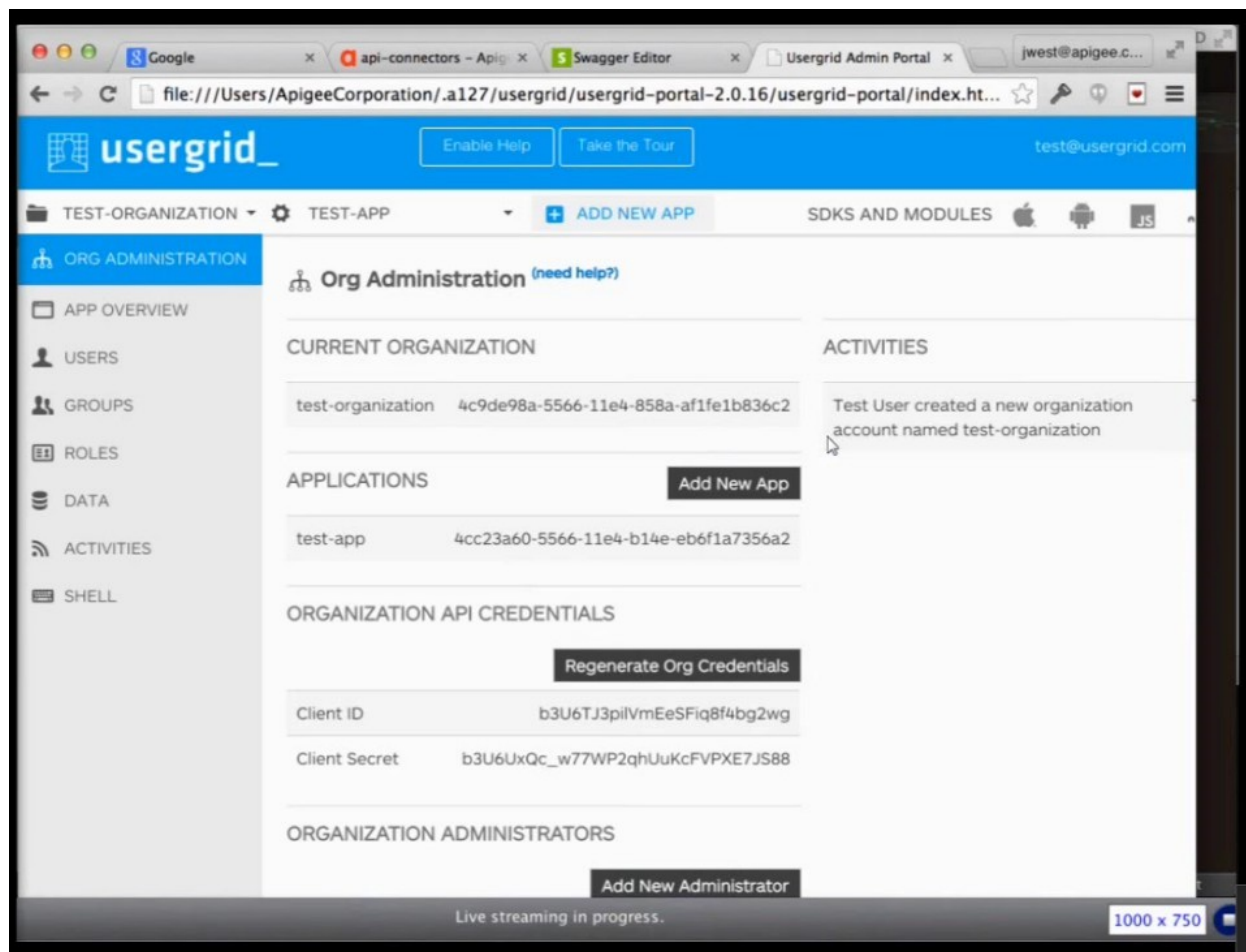 Google
api-connectors – Apig
Swagger Editor
Usergrid Admin Portal
jwest@apigee.c...
file:///Users/ApigeeCorporation/.a127/usergrid/usergrid-portal-2.0.16/usergrid-portal/index.ht...
usergrid_
Enable Help
Take the Tour
test@usergrid.com
TEST-ORGANIZATION
TEST-APP
ADD NEW APP
SDKS AND MODULES
JS
ORG ADMINISTRATION
APP OVERVIEW
USERS
GROUPS
ROLES
DATA
ACTIVITIES
SHELL
Org Administration (need help?)
CURRENT ORGANIZATION
test-organization 4c9de98a-5566-11e4-858a-af1fe1b836c2
APPLICATIONS
Add New App
test-app 4cc23a60-5566-11e4-b14e-eb6f1a7356a2
ORGANIZATION API CREDENTIALS
Regenerate Org Credentials
Client ID b3U6TJ3pilVmEeSFiq8f4bg2wg
Client Secret b3U6UxQc_w77WP2qhUuKcFVPXE7JS88
ORGANIZATION ADMINISTRATORS
Add New Administrator
ACTIVITIES
Test User created a new organization
account named test-organization
Live streaming in progress.
1000 x 750